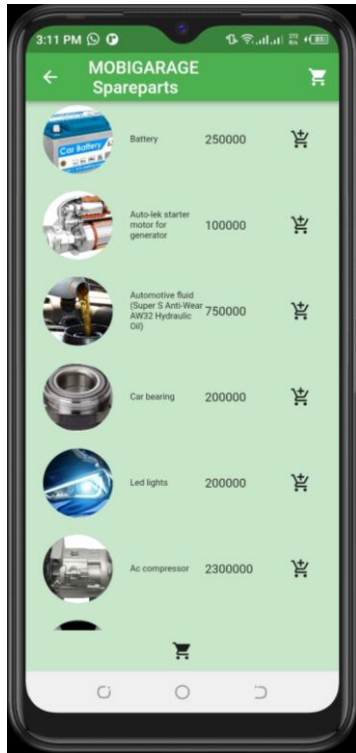 3:11 PM
MOBIGARAGE
Spareparts
Car Battery
Battery
250000
Auto-lek starter
motor for
generator
100000
Automotive fluid
(Super S Anti-Wear
AW32 Hydraulic
Oil)
750000
Car bearing
200000
Led lights
200000
Ac compressor
2300000